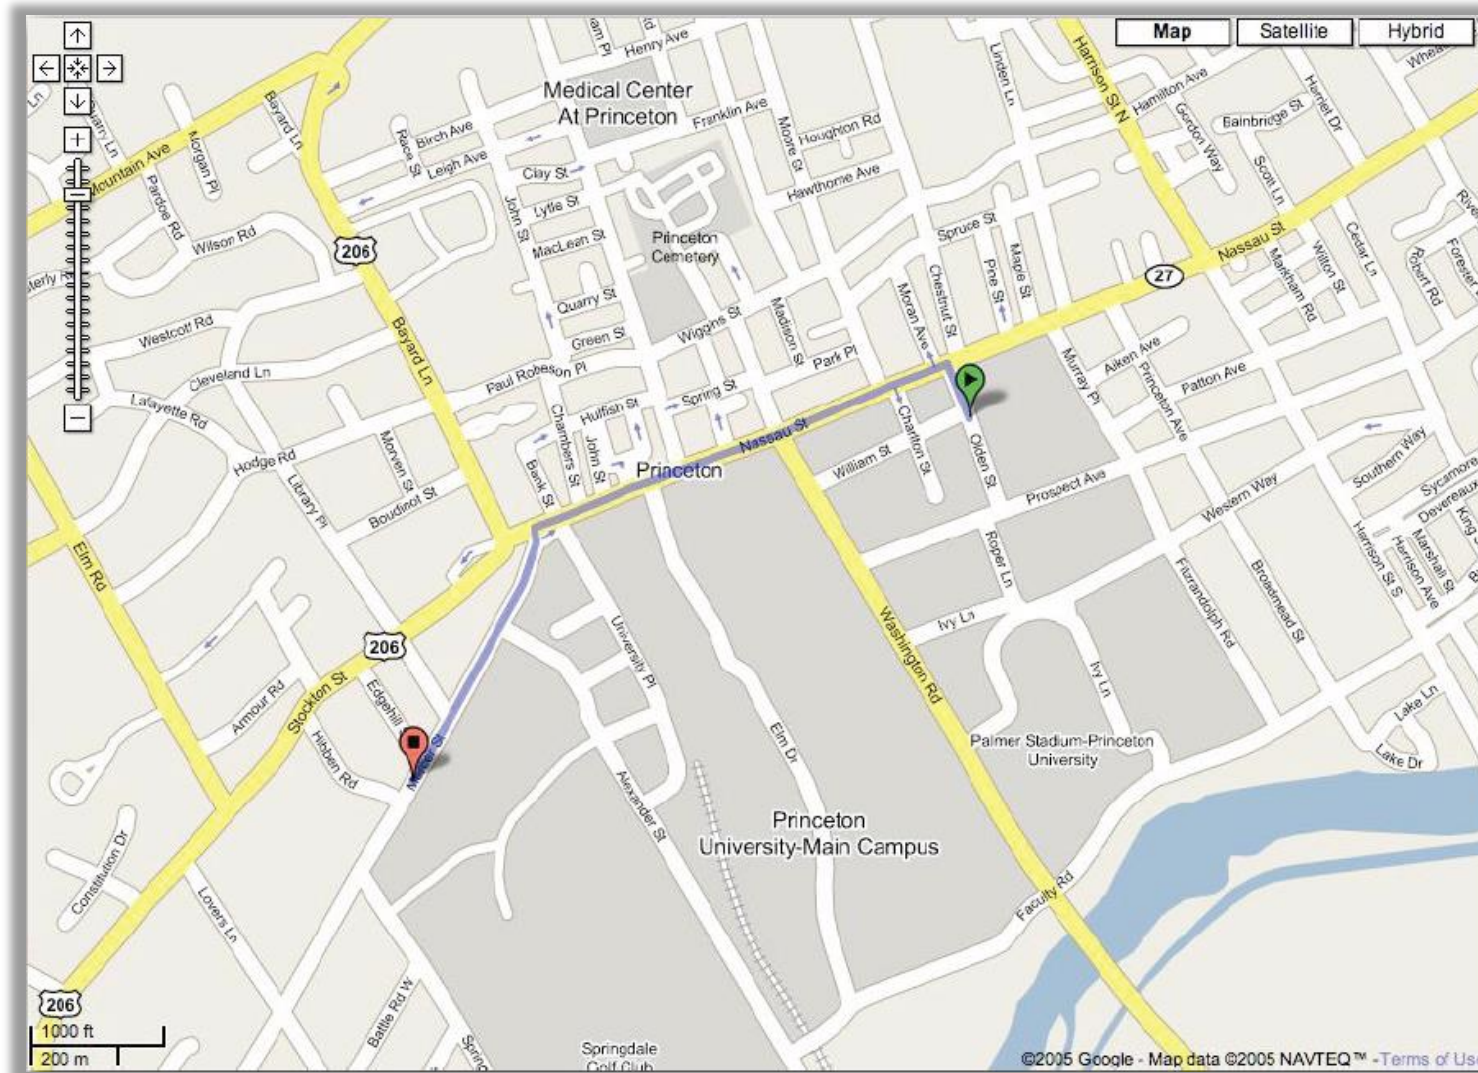 Map
Satellite
Hybrid
Henry Ave
Medical Center
At Princeton
Franklin Ave
Linden Ln
Harrison St N
Hamilton Ave
Gordon Way
Bainbridge St
Harriet Dr
Scott Ln
Houghton Rd
Moore St
Hawthorne Ave
Bayard Ln
Morgan Pl
Mountain Ave
Pardoe Rd
Wilson Rd
Race St
Birch Ave
Leigh Ave
Clay St
Lytle St
John St
MacLean St
Princeton
Cemetery
Spruce St
Maple St
Pine St
Chestnut St
Moran Ave
27
Nassau St
Cedar Ln
Wilton St
Markham Rd
Robert Rd
206
Quarry St
Green St
Wiggins St
Madison St
Park Pl
Westcott Rd
Cleveland Ln
Bayard Ln
Paul Robeson Pl
Lafayette Rd
Hulfish St
Spring St
Chambers St
John St
Bank St
Hodge Rd
Morven St
Library Pl
Boudinot St
Princeton
Nassau St
William St
Charlton St
Olden St
Murray Pl
Aiken Ave
Princeton Ave
Patton Ave
Prospect Ave
Western Way
Southern Way
Harrison St S
Harrison Ave
Marshall St
Elm Rd
Roper Ln
Fitzrandolph Rd
Broadmead St
Ivy Ln
Ivy Ln
Washington Rd
University Pl
206
Stockton St
Armour Rd
Edgehill
Hibben Rd
Mercer St
Elm Dr
Alexander St
Palmer Stadium-Princeton
University
Lake Ln
Lake Dr
Princeton
University-Main Campus
Constitution Dr
Lovers Ln
Faculty Rd
Battle Rd W
206
1000 ft
200 m
Springdale
Golf Club
©2005 Google - Map data ©2005 NAVTEQ™ - Terms of Use